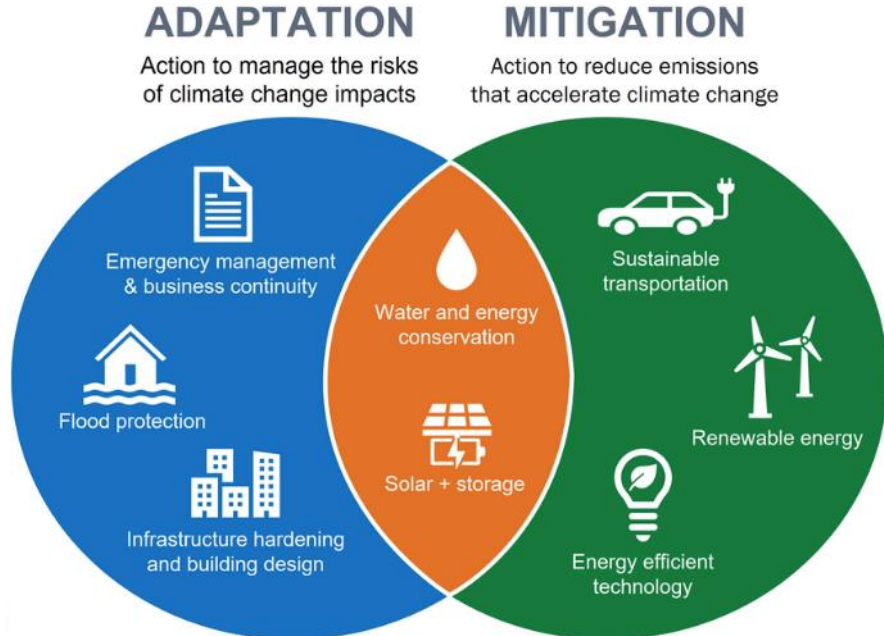 ADAPTATION
Action to manage the risks
of climate change impacts
MITIGATION
Action to reduce emissions
that accelerate climate change
Emergency management
& business continuity
Flood protection
Infrastructure hardening
and building design
Water and energy
conservation
Solar + storage
Sustainable
transportation
Renewable energy
Energy efficient
technology